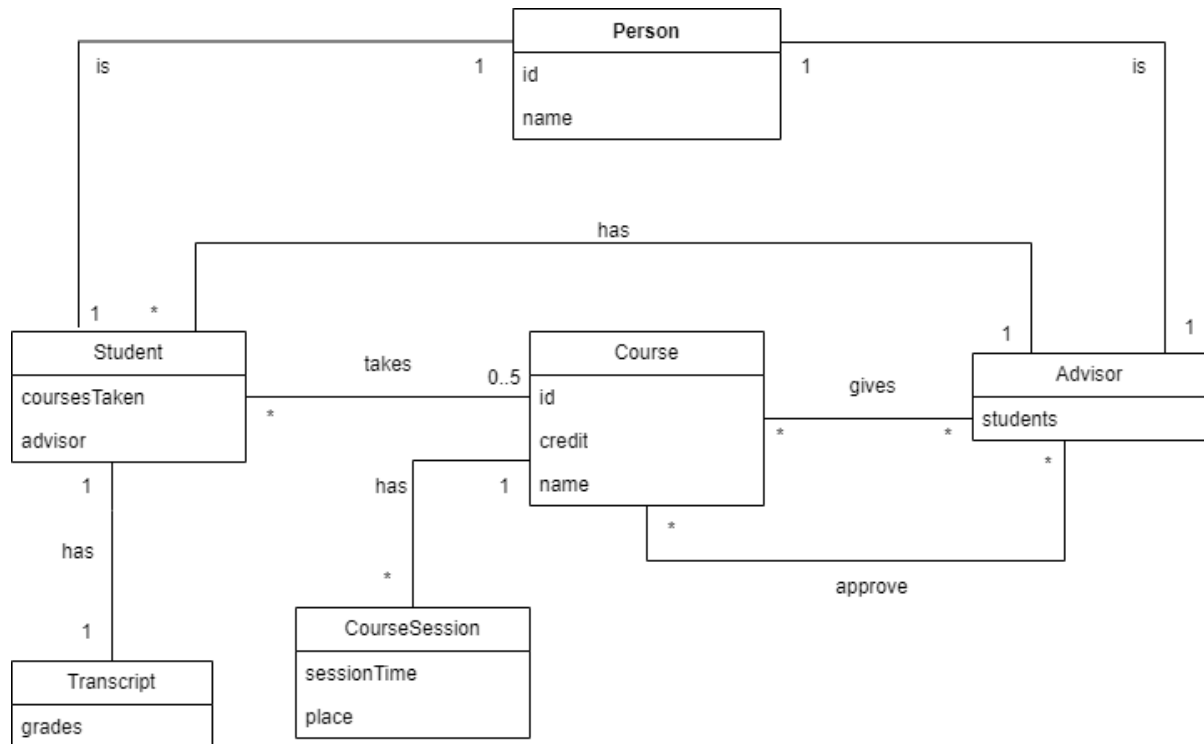 Person
is
1
1
is
id
name
has
1
*
1
1
Student
Course
Advisor
takes
0..5
gives
coursesTaken
id
students
*
*
*
advisor
credit
*
1
has
1
name
*
has
*
approve
1
CourseSession
Transcript
sessionTime
grades
place